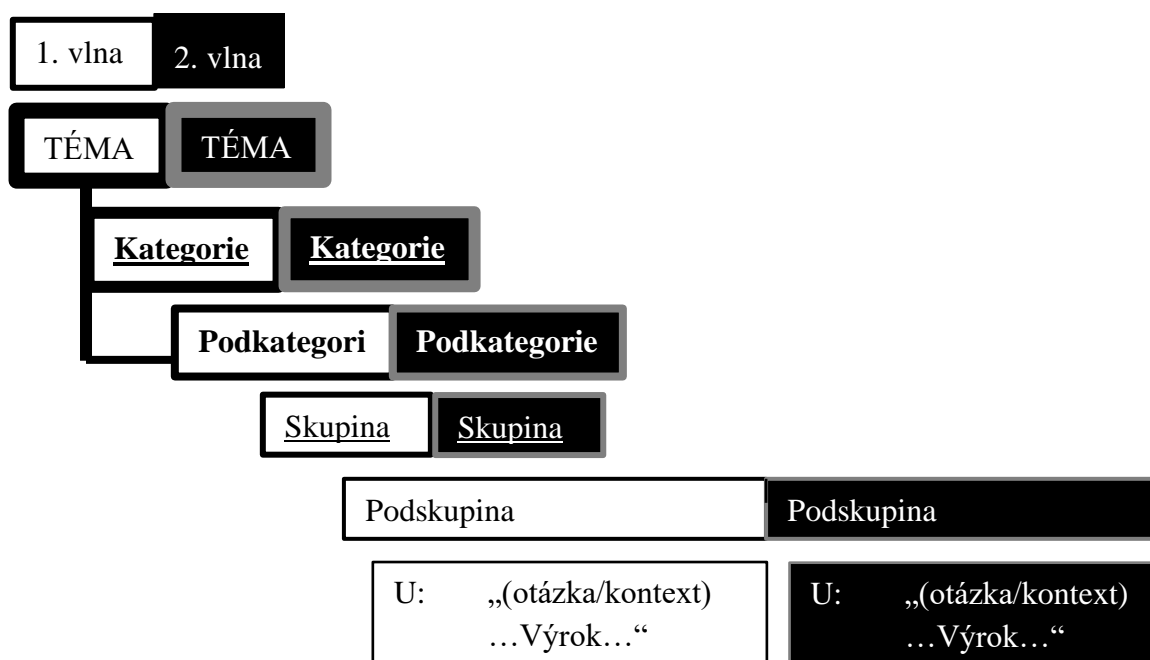 1. vlna 2. vlna
TÉMA TÉMA
Kategorie Kategorie
Podkategori Podkategorie
Skupina Skupina
Podskupina Podskupina
U: „(otázka/kontext) U: „(otázka/kontext)
…Výrok…“ …Výrok…“